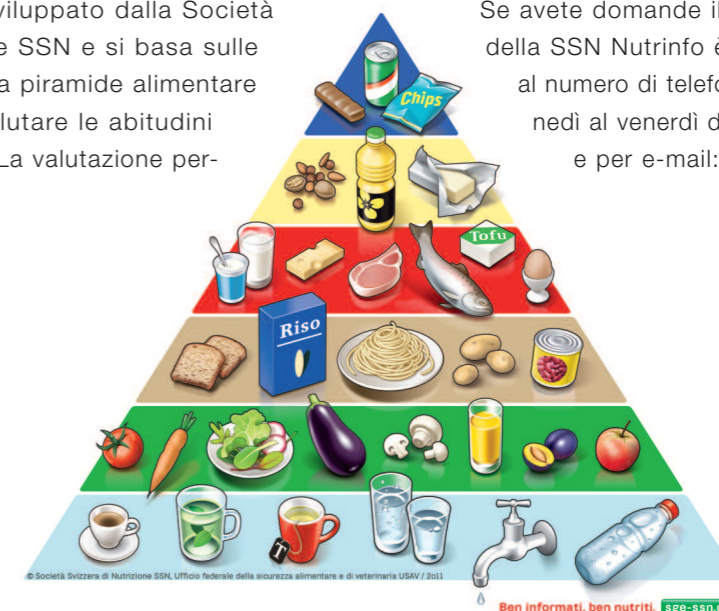 viluppato dalla Società
e SSN e si basa sulle
a piramide alimentare
lutare le abitudini
La valutazione per-
Se avete domande il
della SSN Nutrinfo è
al numero di telefo
nedì al venerdì d
e per e-mail:
Chips
Tofu
Riso
T
© Società Svizzera di Nutrizione SSN, Ufficio federale della sicurezza alimentare e di veterinaria USAV / 2011
Ben informati, ben nutriti. sge-ssn.c